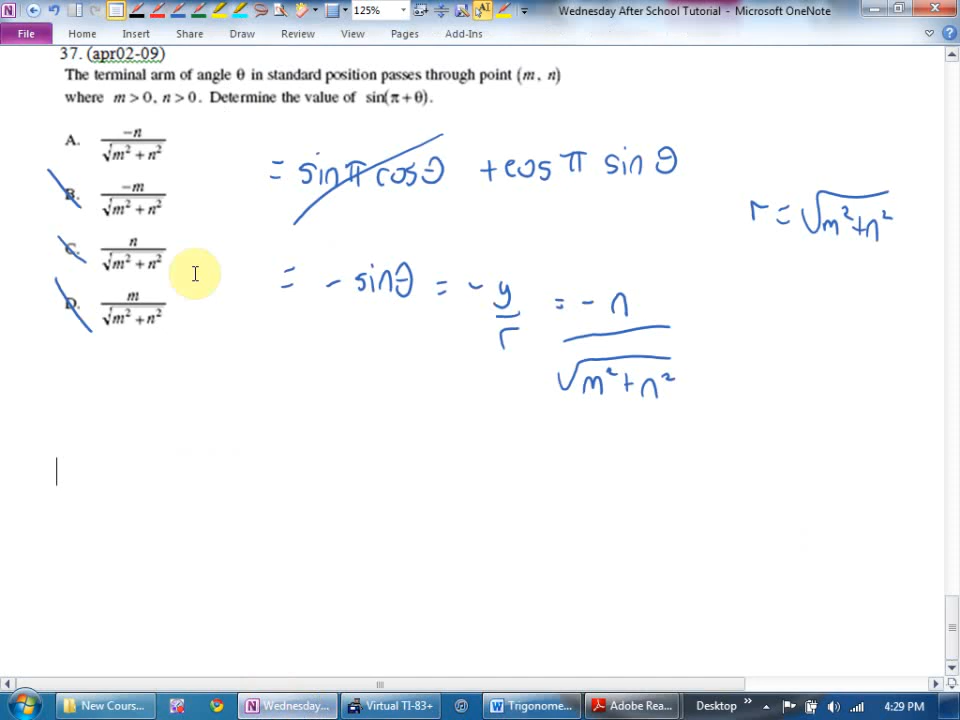 Wednesday After School Tutorial - Microsoft OneNote
125%
File Home Insert Share Draw Review View Pages Add-Ins
37. (apr02-09)
The terminal arm of angle θ in standard position passes through point (m, n)
where m > 0, n > 0. Determine the value of sin(π + θ).
A. -n / √m² + n²
B. -m / √m² + n²
C. n / √m² + n²
D. m / √m² + n²
= sin π cos θ + cos π sin θ
r = √m² + n²
= - sin θ = - y / r = - n / √m² + n²
New Cours... Wednesday... Virtual TI-83+ Trigonome... Adobe Rea... Desktop » 4:29 PM